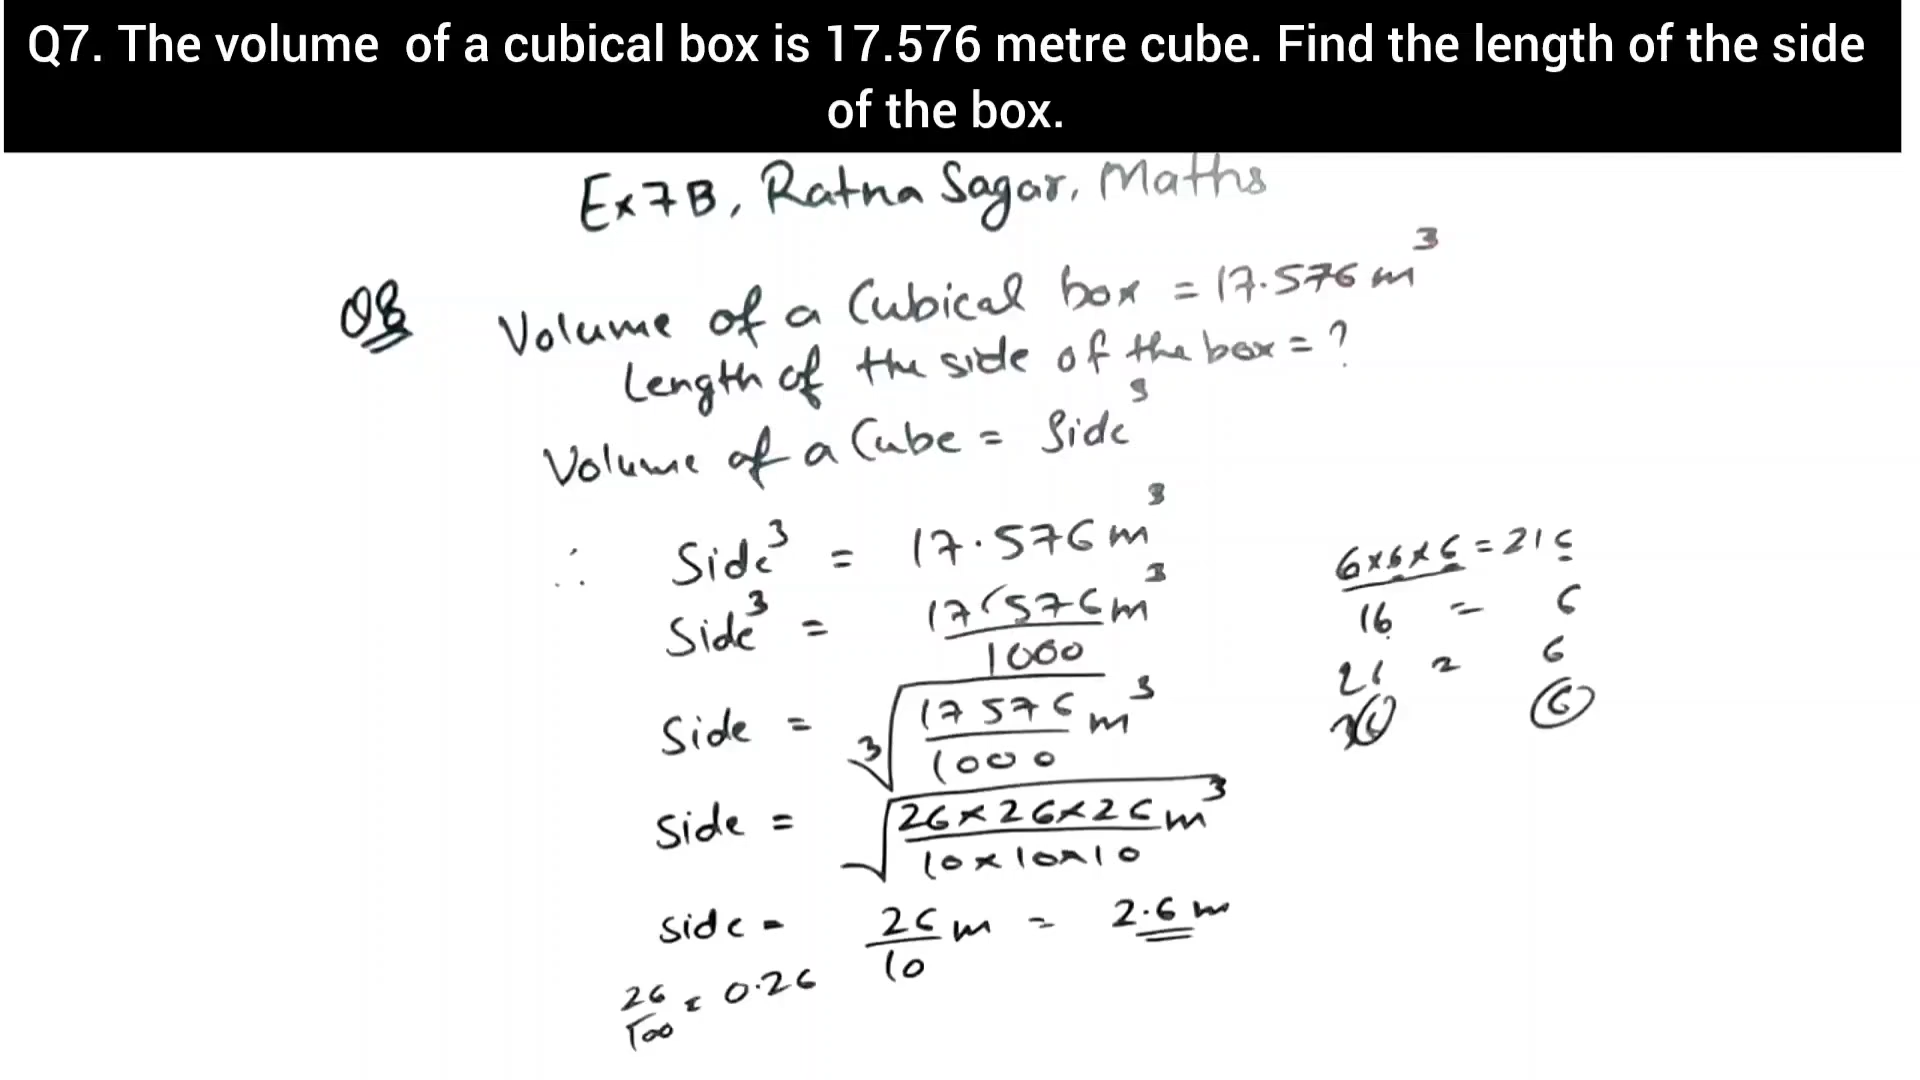 Q7. The volume of a cubical box is 17.576 metre cube. Find the length of the side
of the box.
Ex7B, Ratna Sagar, Maths
Q8 Volume of a Cubical box = 17.576 m³
Length of the side of the box = ?
Volume of a Cube = Side³
∴ Side³ = 17.576 m³
Side³ = 17576/1000 m³
Side = ³√(17576/1000 m³)
Side = √(26×26×26/10×10×10 m³)
Side = 26/10 m = 2.6 m
26/100 = 0.26
6×6×6 = 216
16 = 6
26 = 6
6